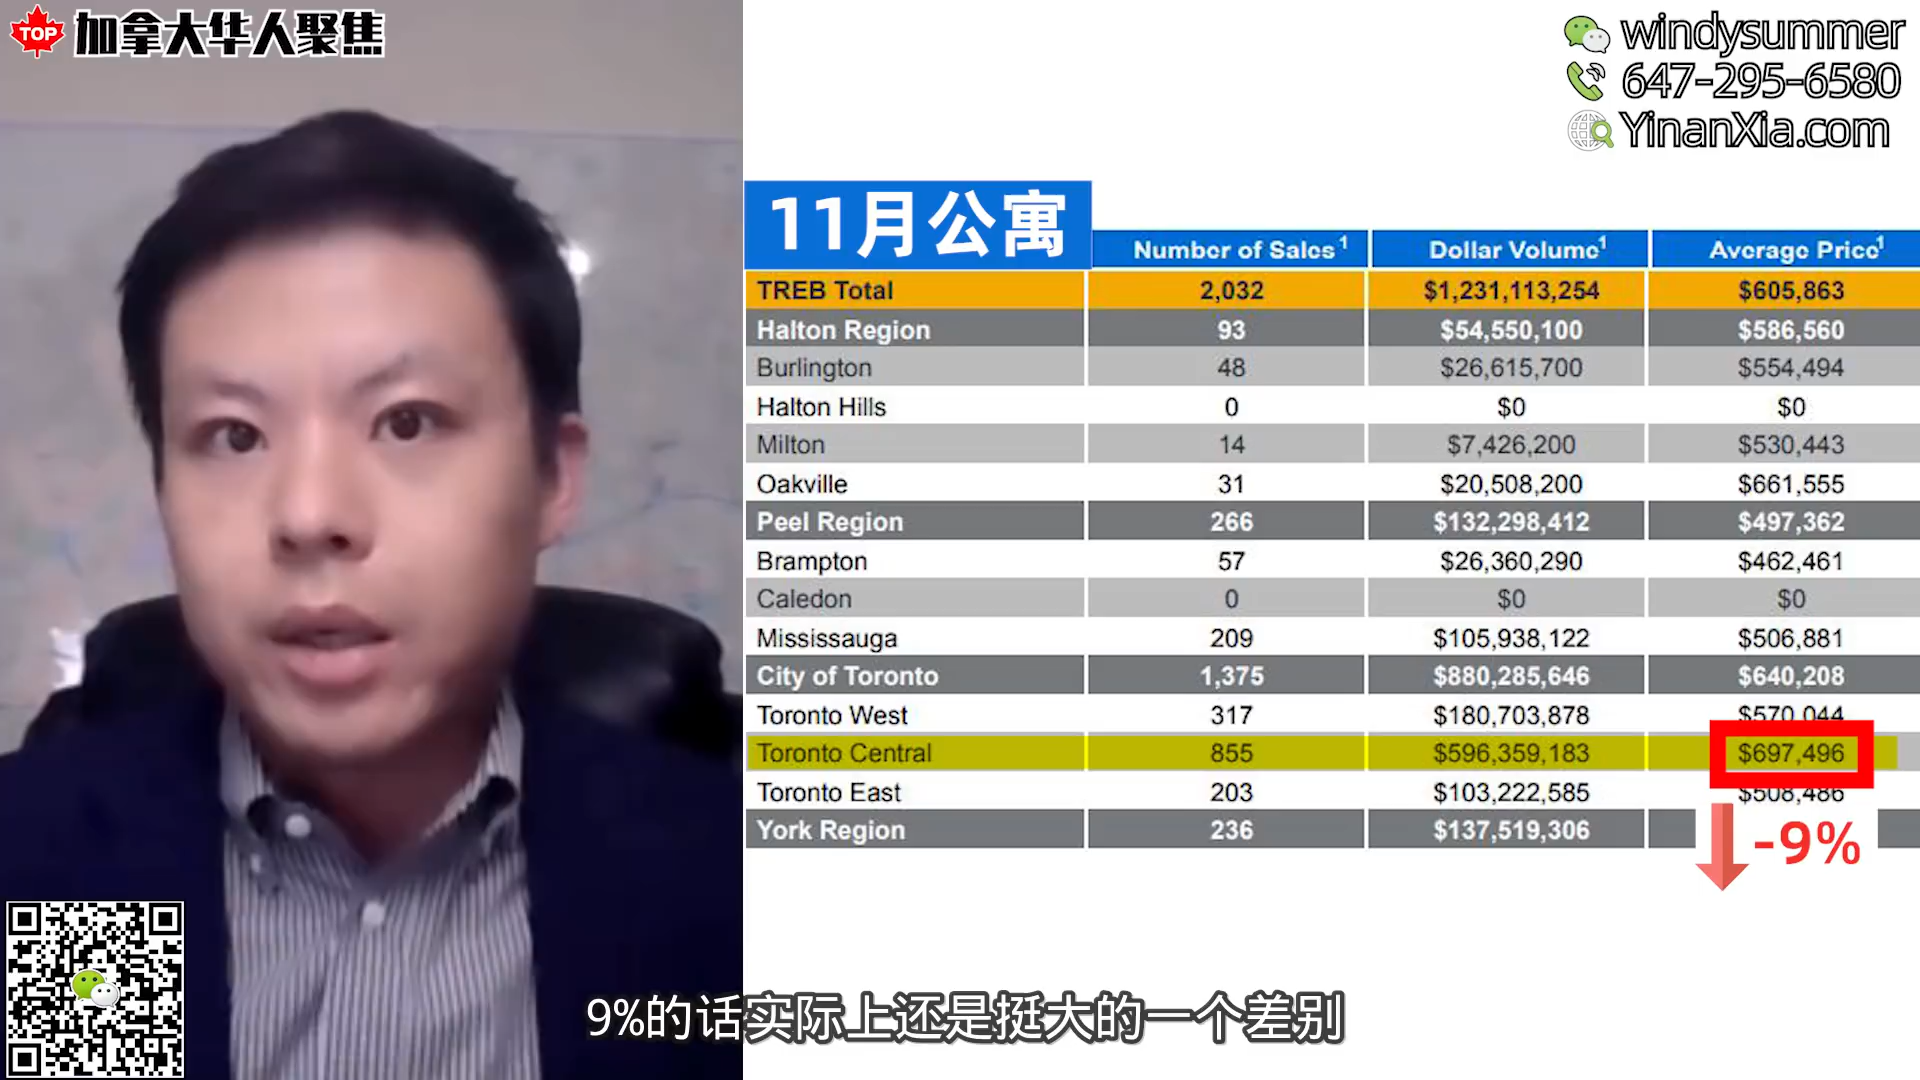 TOP 加拿大华人聚焦
windysummer
647-295-6580
YinanXia.com
11月公寓
Number of Sales¹ Dollar Volume¹ Average Price¹
TREB Total 2,032 $1,231,113,254 $605,863
Halton Region 93 $54,550,100 $586,560
Burlington 48 $26,615,700 $554,494
Halton Hills 0 $0 $0
Milton 14 $7,426,200 $530,443
Oakville 31 $20,508,200 $661,555
Peel Region 266 $132,298,412 $497,362
Brampton 57 $26,360,290 $462,461
Caledon 0 $0 $0
Mississauga 209 $105,938,122 $506,881
City of Toronto 1,375 $880,285,646 $640,208
Toronto West 317 $180,703,878 $570,044
Toronto Central 855 $596,359,183 $697,496
Toronto East 203 $103,222,585 $508,486
York Region 236 $137,519,306
-9%
9%的话实际上还是挺大的一个差别